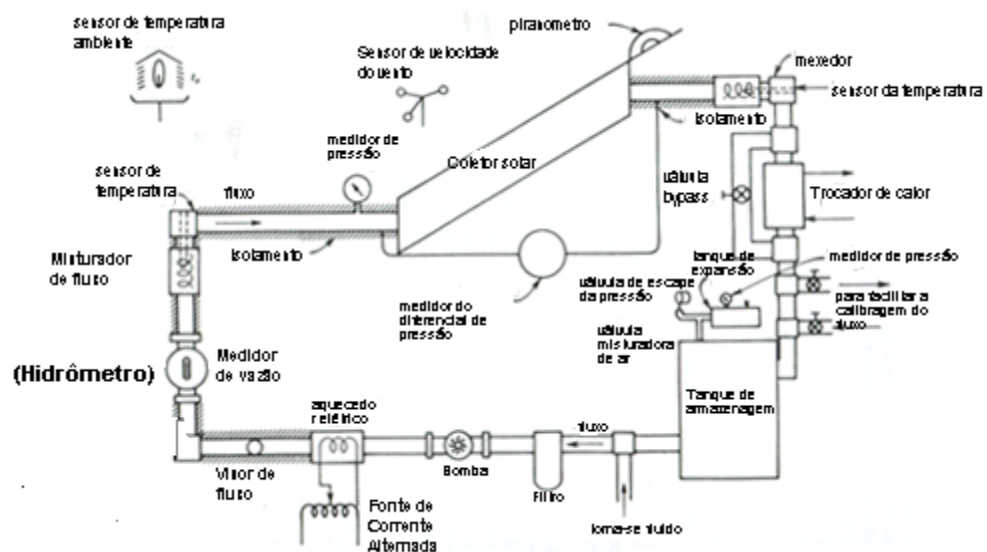 sensor de temperatura
ambiente
Sensor de velocidade
do vento
piranometro
mexedor
sensor da temperatura
Isolamento
medidor de
pressão
Coletor solar
válvula
bypass
Trocador de calor
sensor de
temperatura
fluxo
Isolamento
Misturador
de fluxo
medidor do
diferencial de
pressão
tanque de
expansão
medidor de pressão
válvula de escape
da pressão
para facilitar a
calibragem do
fluxo
válvula
misturadora
de ar
(Hidrômetro)
Medidor
de vazão
Tanque de
armazenagem
aquecedo
r elétrico
fluxo
Visor de
fluxo
Bomba
Filtro
Fonte de
Corrente
Alternada
torna-se fluido